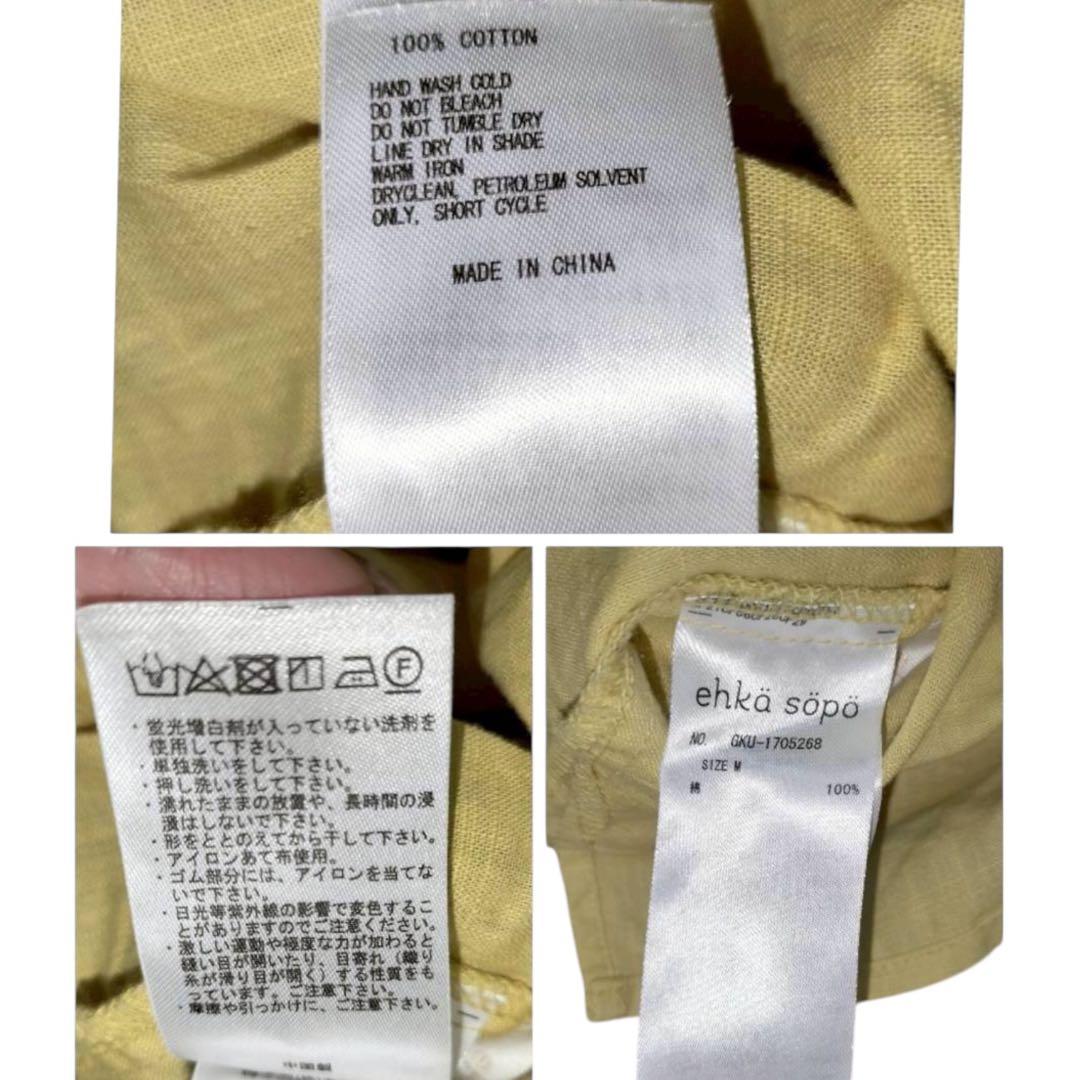 100% COTTON
HAND WASH COLD
DO NOT BLEACH
DO NOT TUMBLE DRY
LINE DRY IN SHADE
WARM IRON
DRYCLEAN, PETROLEUM SOLVENT
ONLY, SHORT CYCLE
MADE IN CHINA
F
・蛍光増白剤が入っていない洗剤を
使用して下さい。
・単独洗いをして下さい。
・押し洗いをして下さい。
・濡れたままの放置や、長時間の浸
漬はしないで下さい。
・形をととのえてから干して下さい。
・アイロンあて布使用。
・ゴム部分には、アイロンを当てな
いで下さい。
・日光等紫外線の影響で変色するこ
とがありますのでご注意ください。
・激しい運動や極度な力が加わると
縫い目が開いたり、目寄れ（織り
糸が滑り目が開く）する性質をも
っています。ご注意下さい。
・摩擦や引っかけに、ご注意下さい。
中国製
ehkä söpö
NO. GKU-1705268
SIZE M
綿 100%